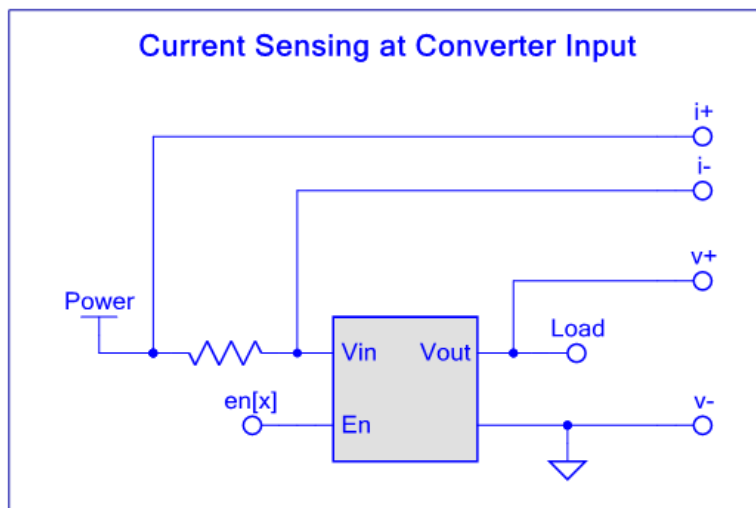 Current Sensing at Converter Input
i+
i-
v+
Power
Load
Vin
Vout
en[x]
En
v-